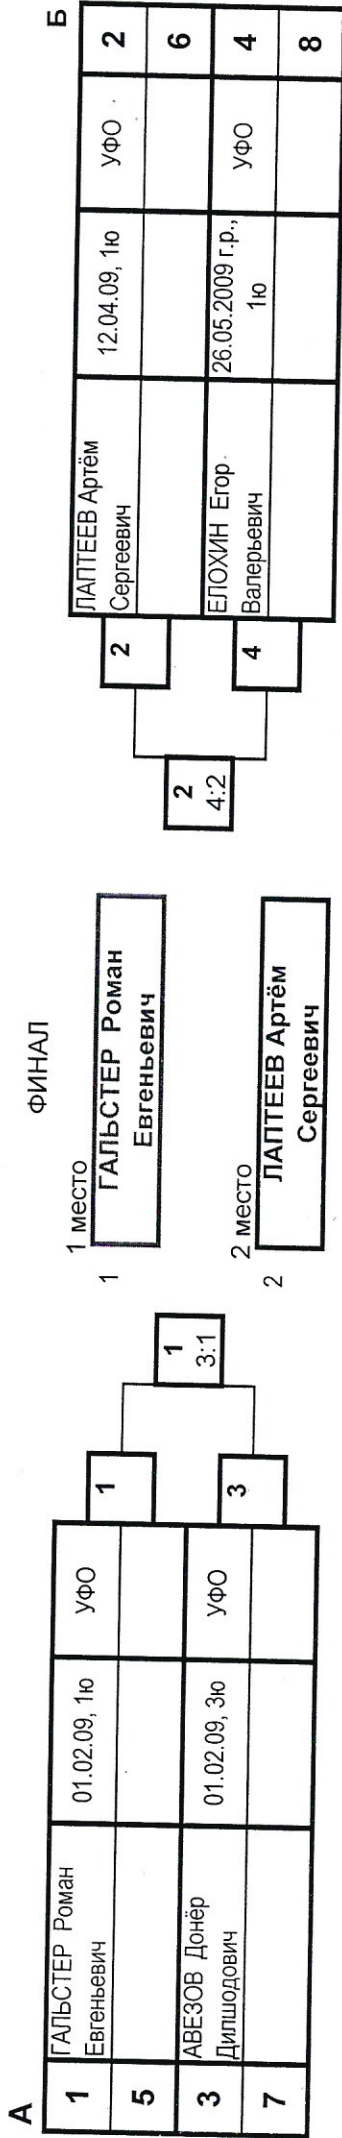 А
1
ГАЛЬСТЕР Роман
Евгеньевич
01.02.09, 1ю
УФО
5
3
АВЕЗОВ Донёр
Дилшодович
01.02.09, 3ю
УФО
7
1
3
1
3:1
ФИНАЛ
1 место
1
ГАЛЬСТЕР Роман
Евгеньевич
2 место
2
ЛАПТЕЕВ Артём
Сергеевич
2
4:2
2
4
Б
ЛАПТЕЕВ Артём
Сергеевич
12.04.09, 1ю
УФО
2
6
ЕЛОХИН Егор
Валерьевич
26.05.2009 г.р.,
1ю
УФО
4
8